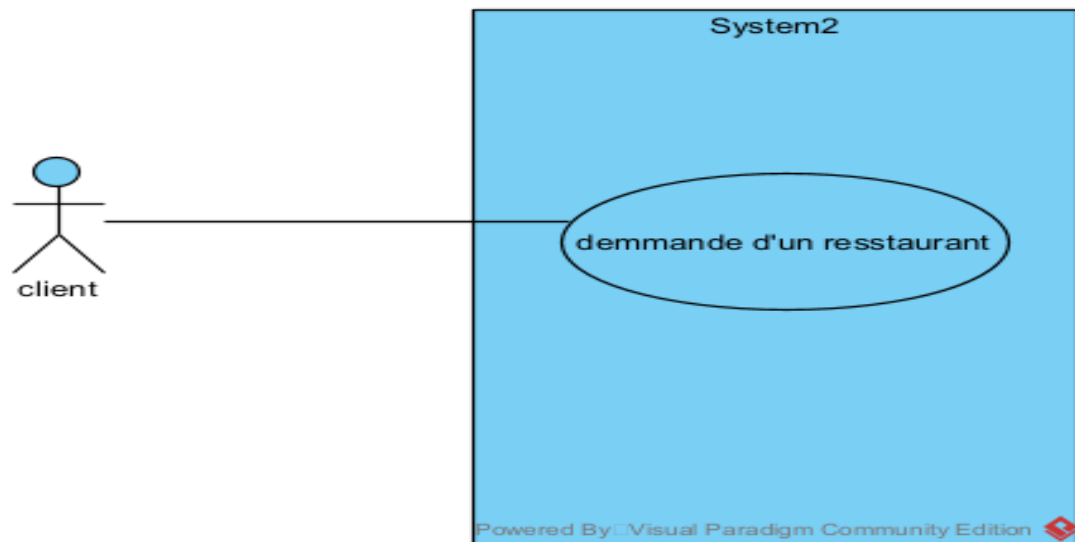 System2
demmande d'un resstaurant
client
Powered By Visual Paradigm Community Edition